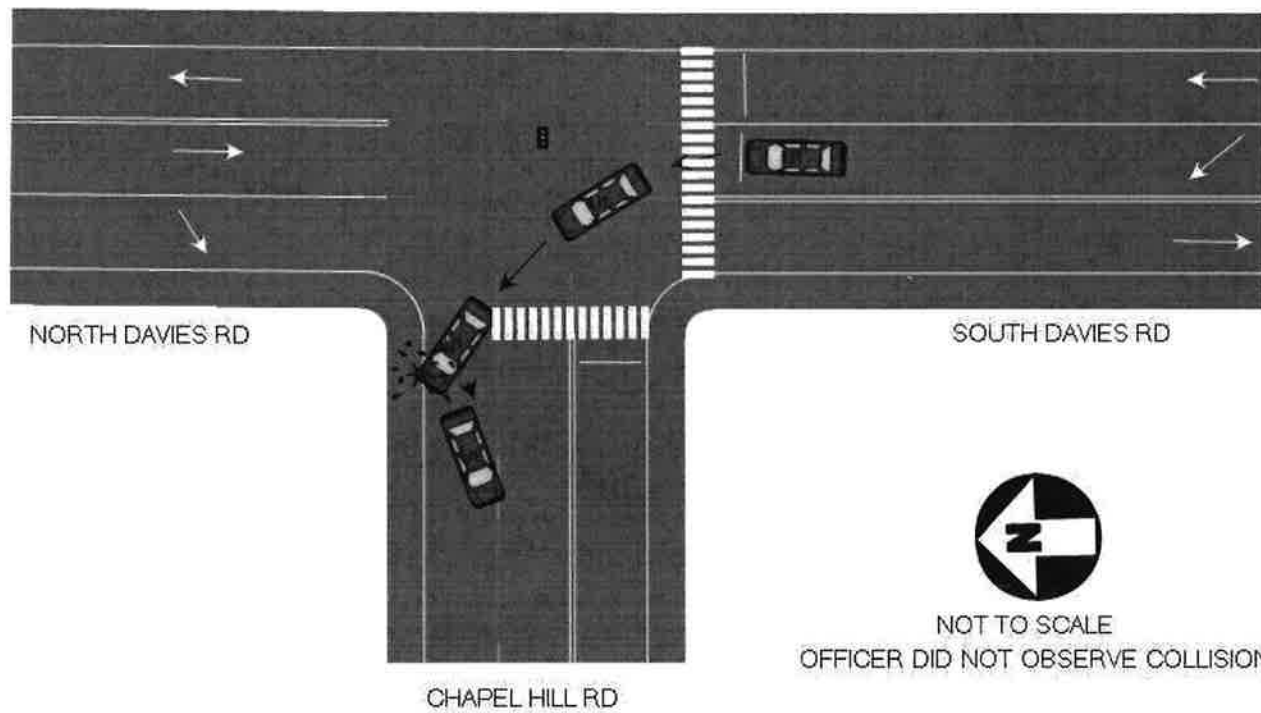 NORTH DAVIES RD
SOUTH DAVIES RD
N
NOT TO SCALE
OFFICER DID NOT OBSERVE COLLISION
CHAPEL HILL RD